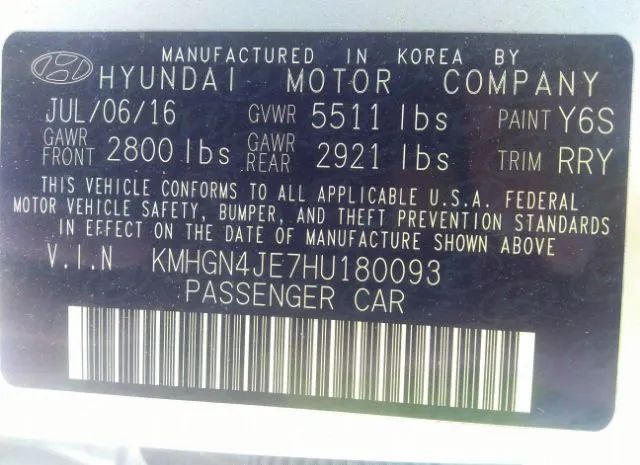 MANUFACTURED IN KOREA BY
HYUNDAI MOTOR COMPANY
JUL/06/16 GVWR 5511 lbs PAINT Y6S
GAWR FRONT 2800 lbs GAWR REAR 2921 lbs TRIM RRY
THIS VEHICLE CONFORMS TO ALL APPLICABLE U.S.A. FEDERAL
MOTOR VEHICLE SAFETY, BUMPER, AND THEFT PREVENTION STANDARDS
IN EFFECT ON THE DATE OF MANUFACTURE SHOWN ABOVE
V.I.N KMHGN4JE7HU180093
PASSENGER CAR